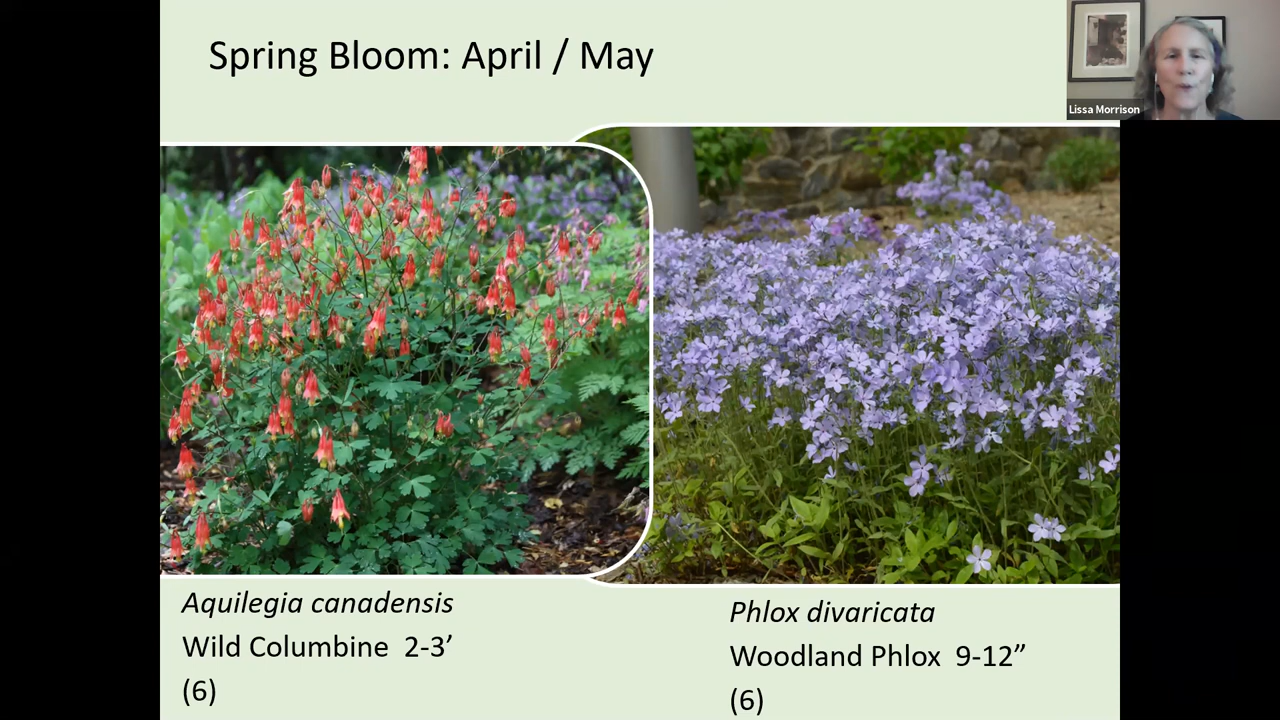 Spring Bloom: April / May
Lissa Morrison
Aquilegia canadensis
Wild Columbine  2-3’
(6)
Phlox divaricata
Woodland Phlox  9-12”
(6)